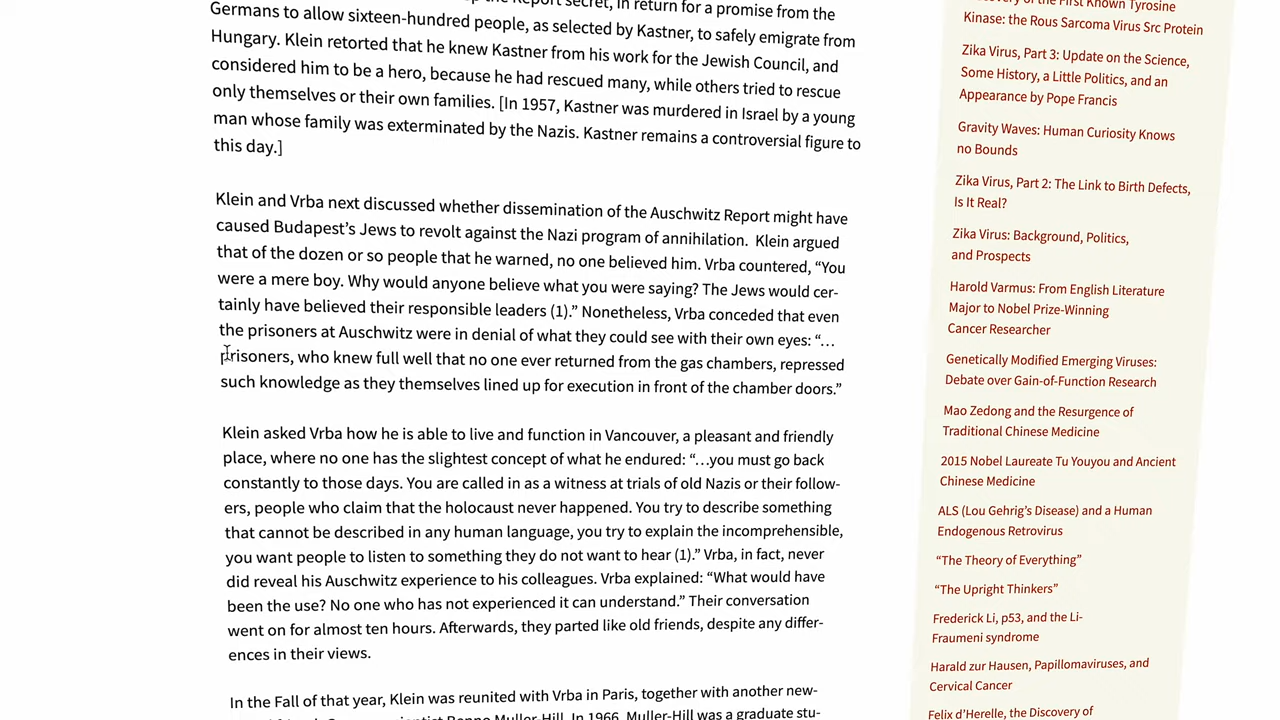 Report secret, in return for a promise from the
Germans to allow sixteen-hundred people, as selected by Kastner, to safely emigrate from
Hungary. Klein retorted that he knew Kastner from his work for the Jewish Council, and
considered him to be a hero, because he had rescued many, while others tried to rescue
only themselves or their own families. [In 1957, Kastner was murdered in Israel by a young
man whose family was exterminated by the Nazis. Kastner remains a controversial figure to
this day.]
Klein and Vrba next discussed whether dissemination of the Auschwitz Report might have
caused Budapest’s Jews to revolt against the Nazi program of annihilation.  Klein argued
that of the dozen or so people that he warned, no one believed him. Vrba countered, “You
were a mere boy. Why would anyone believe what you were saying? The Jews would cer-
tainly have believed their responsible leaders (1).” Nonetheless, Vrba conceded that even
the prisoners at Auschwitz were in denial of what they could see with their own eyes: “…
prisoners, who knew full well that no one ever returned from the gas chambers, repressed
such knowledge as they themselves lined up for execution in front of the chamber doors.”
Klein asked Vrba how he is able to live and function in Vancouver, a pleasant and friendly
place, where no one has the slightest concept of what he endured: “…you must go back
constantly to those days. You are called in as a witness at trials of old Nazis or their follow-
ers, people who claim that the holocaust never happened. You try to describe something
that cannot be described in any human language, you try to explain the incomprehensible,
you want people to listen to something they do not want to hear (1).” Vrba, in fact, never
did reveal his Auschwitz experience to his colleagues. Vrba explained: “What would have
been the use? No one who has not experienced it can understand.” Their conversation
went on for almost ten hours. Afterwards, they parted like old friends, despite any differ-
ences in their views.
In the Fall of that year, Klein was reunited with Vrba in Paris, together with another new-
Benno Muller-Hill. In 1966, Muller-Hill was a graduate stu-
of the First Known Tyrosine
Kinase: the Rous Sarcoma Virus Src Protein
Zika Virus, Part 3: Update on the Science,
Some History, a Little Politics, and an
Appearance by Pope Francis
Gravity Waves: Human Curiosity Knows
no Bounds
Zika Virus, Part 2: The Link to Birth Defects,
Is It Real?
Zika Virus: Background, Politics,
and Prospects
Harold Varmus: From English Literature
Major to Nobel Prize-Winning
Cancer Researcher
Genetically Modified Emerging Viruses:
Debate over Gain-of-Function Research
Mao Zedong and the Resurgence of
Traditional Chinese Medicine
2015 Nobel Laureate Tu Youyou and Ancient
Chinese Medicine
ALS (Lou Gehrig’s Disease) and a Human
Endogenous Retrovirus
“The Theory of Everything”
“The Upright Thinkers”
Frederick Li, p53, and the Li-
Fraumeni syndrome
Harald zur Hausen, Papillomaviruses, and
Cervical Cancer
Felix d’Herelle, the Discovery of